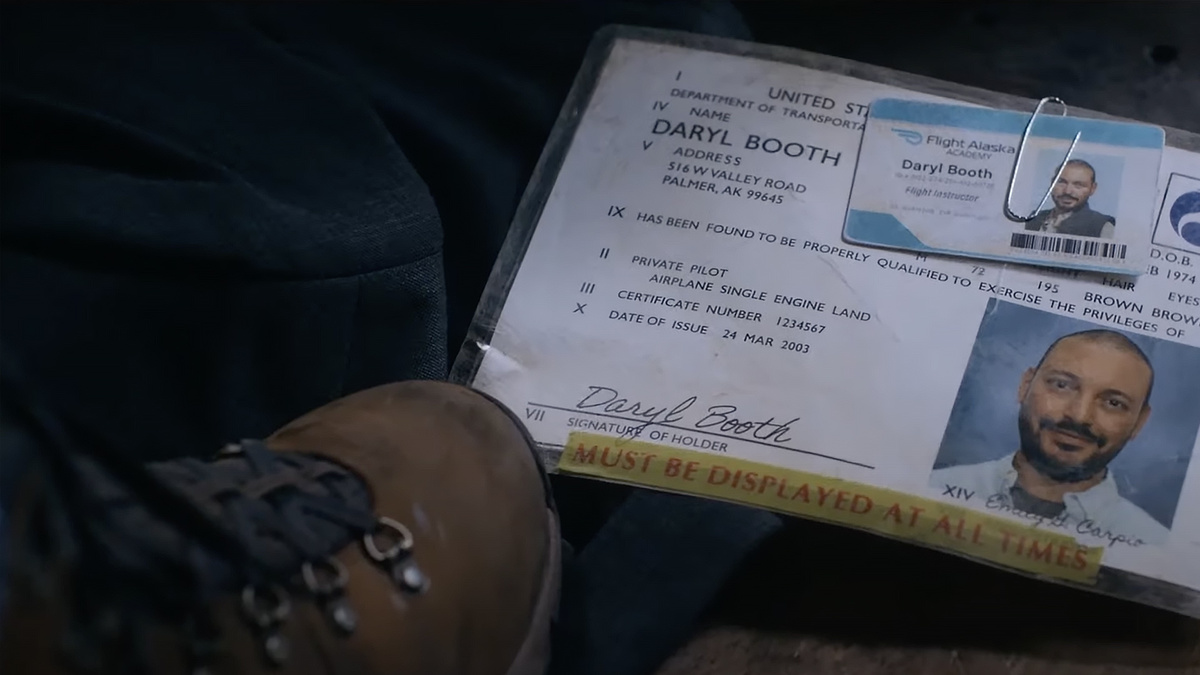 I
UNITED ST
DEPARTMENT OF TRANSPORTA
IV NAME
DARYL BOOTH
V ADDRESS
516 W VALLEY ROAD
PALMER, AK 99645
IX HAS BEEN FOUND TO BE PROPERLY QUALIFIED TO EXERCISE THE PRIVILEGES OF
II PRIVATE PILOT
AIRPLANE SINGLE ENGINE LAND
III CERTIFICATE NUMBER 1234567
X DATE OF ISSUE 24 MAR 2003
Daryl Booth
VII SIGNATURE OF HOLDER
MUST BE DISPLAYED AT ALL TIMES
Flight Alaska
ACADEMY
Daryl Booth
Flight Instructor
D.O.B.
B 1974
HAIR EYES
M 72 195 BROWN BROW
XIV